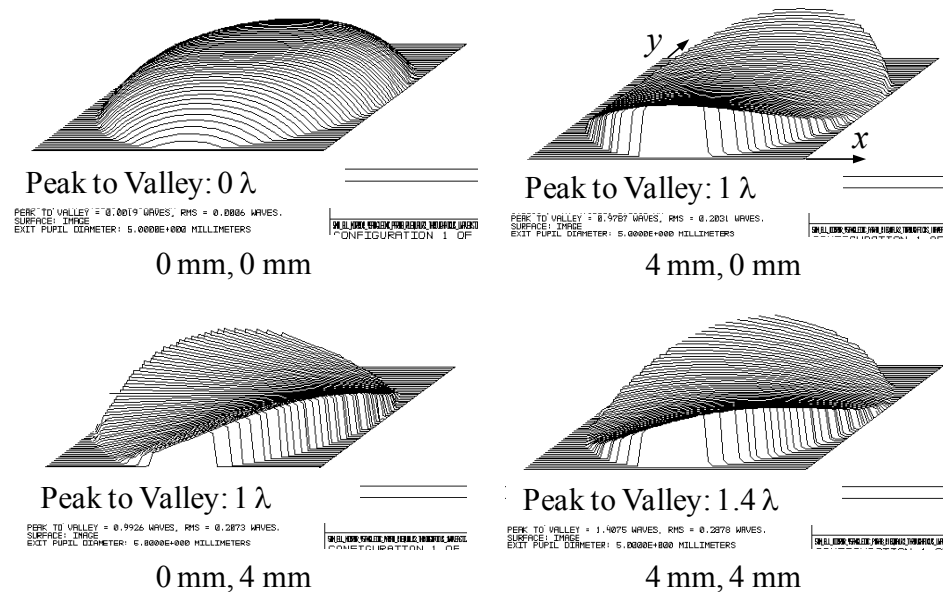 y
x
Peak to Valley: 0 λ
PEAK TO VALLEY = 0.0019 WAVES, RMS = 0.0006 WAVES.
SURFACE: IMAGE
EXIT PUPIL DIAMETER: 5.0000E+000 MILLIMETERS
CONFIGURATION 1 OF
0 mm, 0 mm
Peak to Valley: 1 λ
PEAK TO VALLEY = 0.9787 WAVES, RMS = 0.2031 WAVES.
SURFACE: IMAGE
EXIT PUPIL DIAMETER: 5.0000E+000 MILLIMETERS
4 mm, 0 mm
Peak to Valley: 1 λ
PEAK TO VALLEY = 0.9926 WAVES, RMS = 0.2073 WAVES.
SURFACE: IMAGE
EXIT PUPIL DIAMETER: 5.0000E+000 MILLIMETERS
CONFIGURATION 1 OF
0 mm, 4 mm
Peak to Valley: 1.4 λ
PEAK TO VALLEY = 1.4075 WAVES, RMS = 0.2878 WAVES.
SURFACE: IMAGE
EXIT PUPIL DIAMETER: 5.0000E+000 MILLIMETERS
4 mm, 4 mm